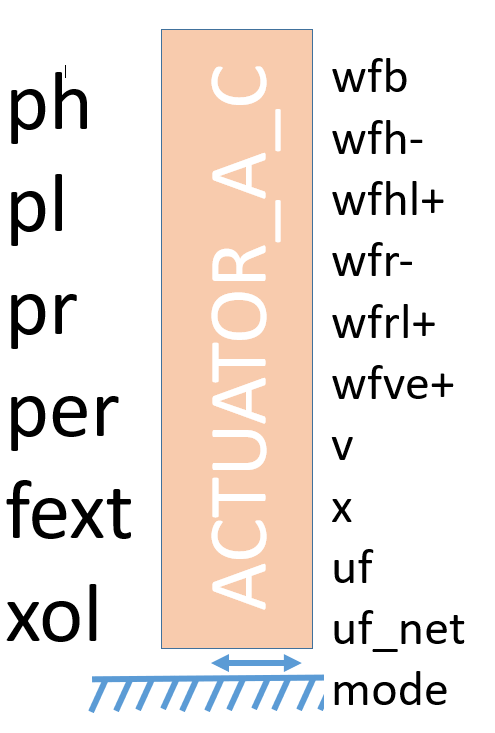 ph
pl
pr
per
fext
xol
ACTUATOR_A_C
wfb
wfh-
wfhl+
wfr-
wfrl+
wfve+
v
x
uf
uf_net
mode